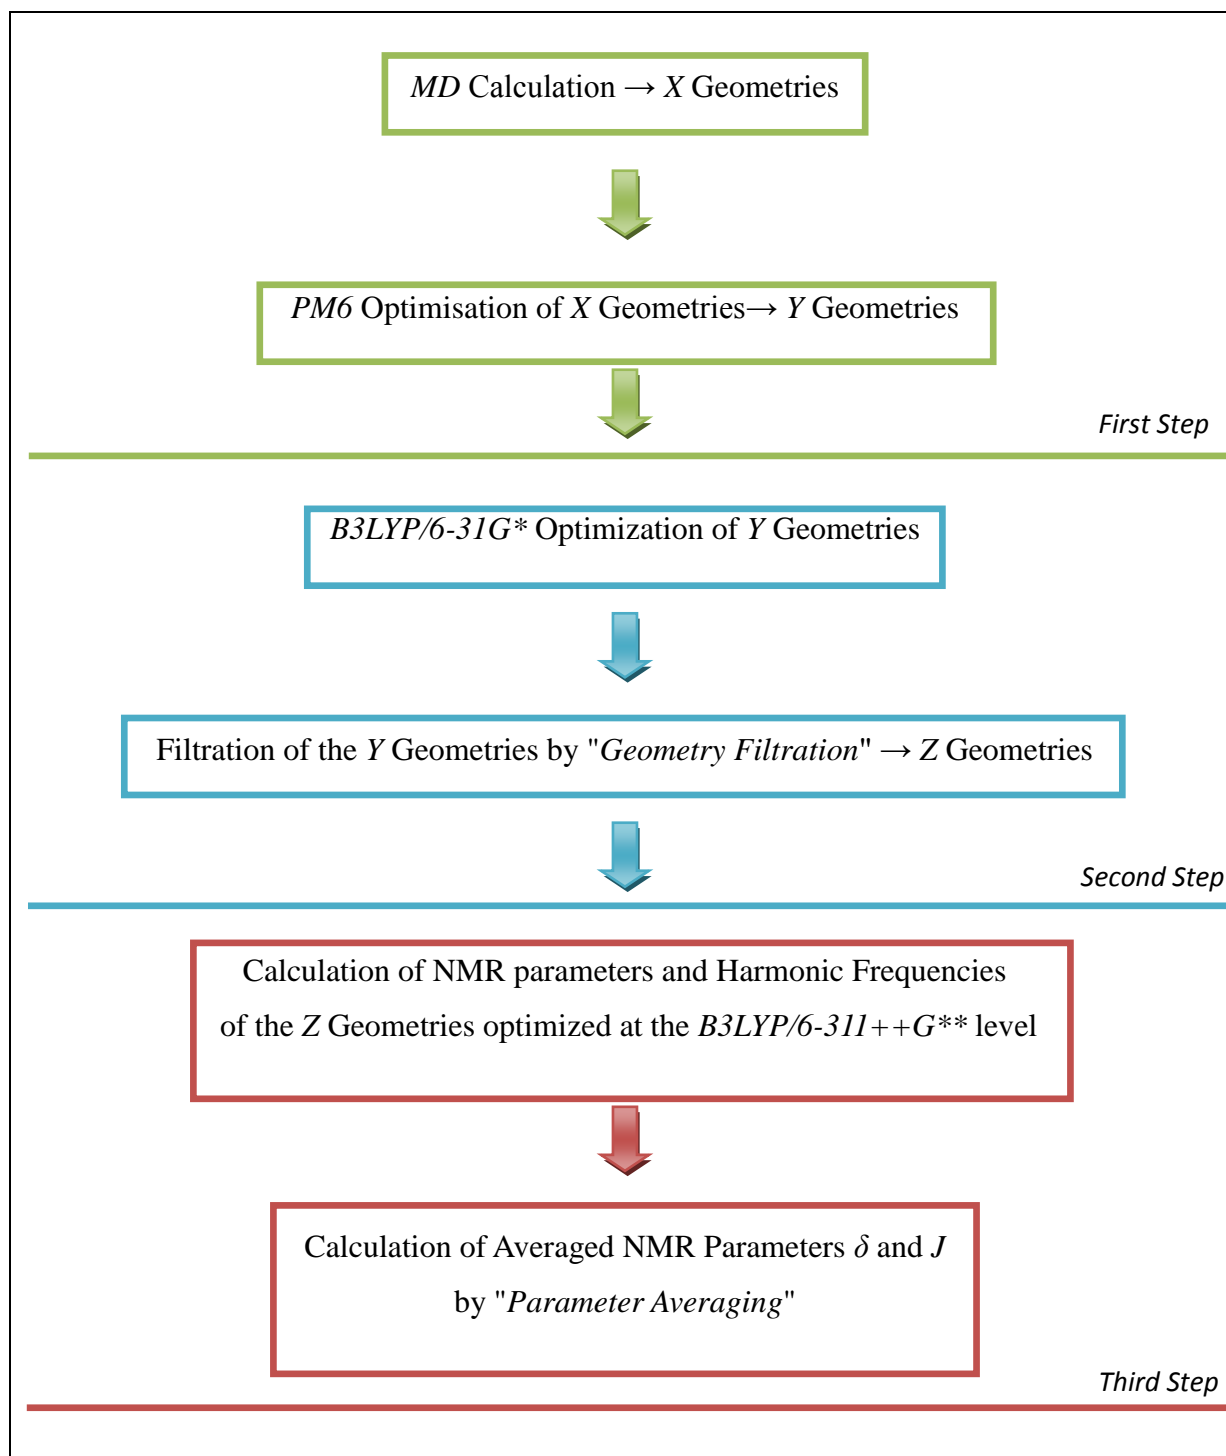 MD Calculation → X Geometries
PM6 Optimisation of X Geometries→ Y Geometries
First Step
B3LYP/6-31G* Optimization of Y Geometries
Filtration of the Y Geometries by "Geometry Filtration" → Z Geometries
Second Step
Calculation of NMR parameters and Harmonic Frequencies
of the Z Geometries optimized at the B3LYP/6-311++G** level
Calculation of Averaged NMR Parameters δ and J
by "Parameter Averaging"
Third Step